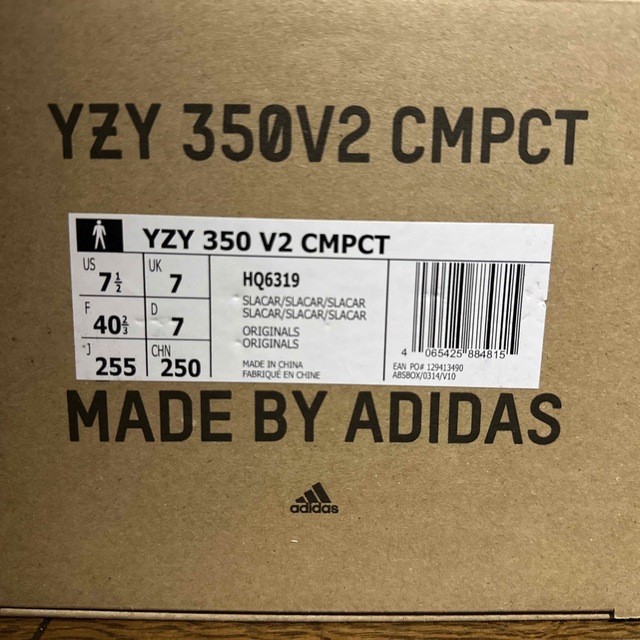 YZY 350V2 CMPCT
YZY 350 V2 CMPCT
US 7½
UK 7
F 40⅔
D 7
J 255
CHN 250
HQ6319
SLACAR/SLACAR/SLACAR
SLACAR/SLACAR/SLACAR
ORIGINALS
ORIGINALS
MADE IN CHINA
FABRIQUÉ EN CHINE
4 065425 884815
EAN PO# 129413490
ABSBOX/0314/V10
MADE BY ADIDAS
adidas